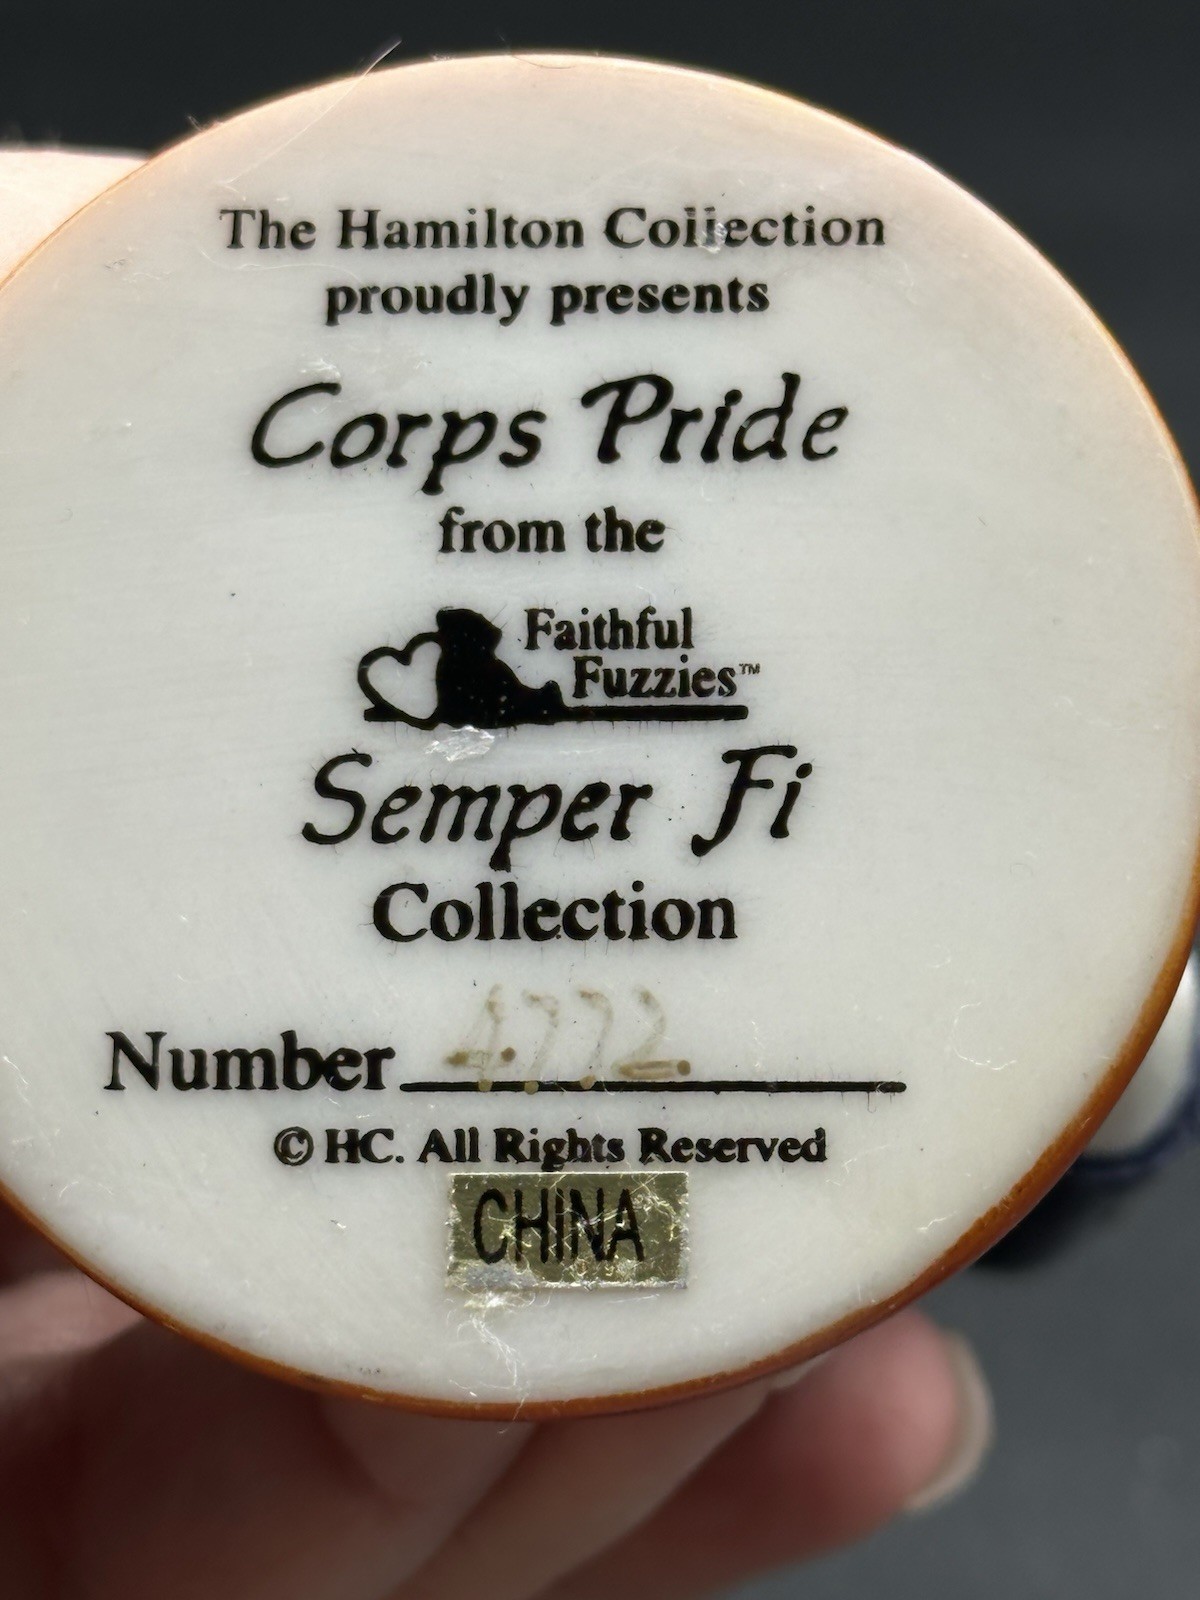 The Hamilton Collection
proudly presents
Corps Pride
from the
Faithful
Fuzzies™
Semper Fi
Collection
Number 4772
© HC. All Rights Reserved
CHINA